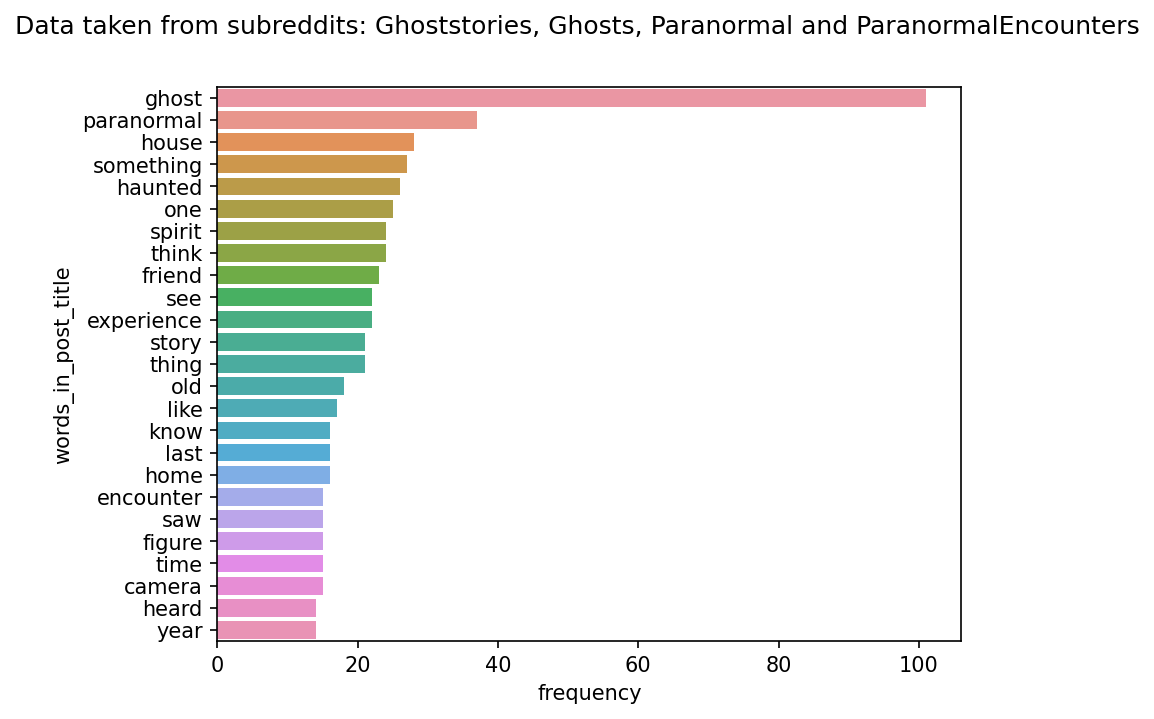 Data taken from subreddits: Ghoststories, Ghosts, Paranormal and ParanormalEncounters
words_in_post_title
ghost
paranormal
house
something
haunted
one
spirit
think
friend
see
experience
story
thing
old
like
know
last
home
encounter
saw
figure
time
camera
heard
year
0 20 40 60 80 100
frequency